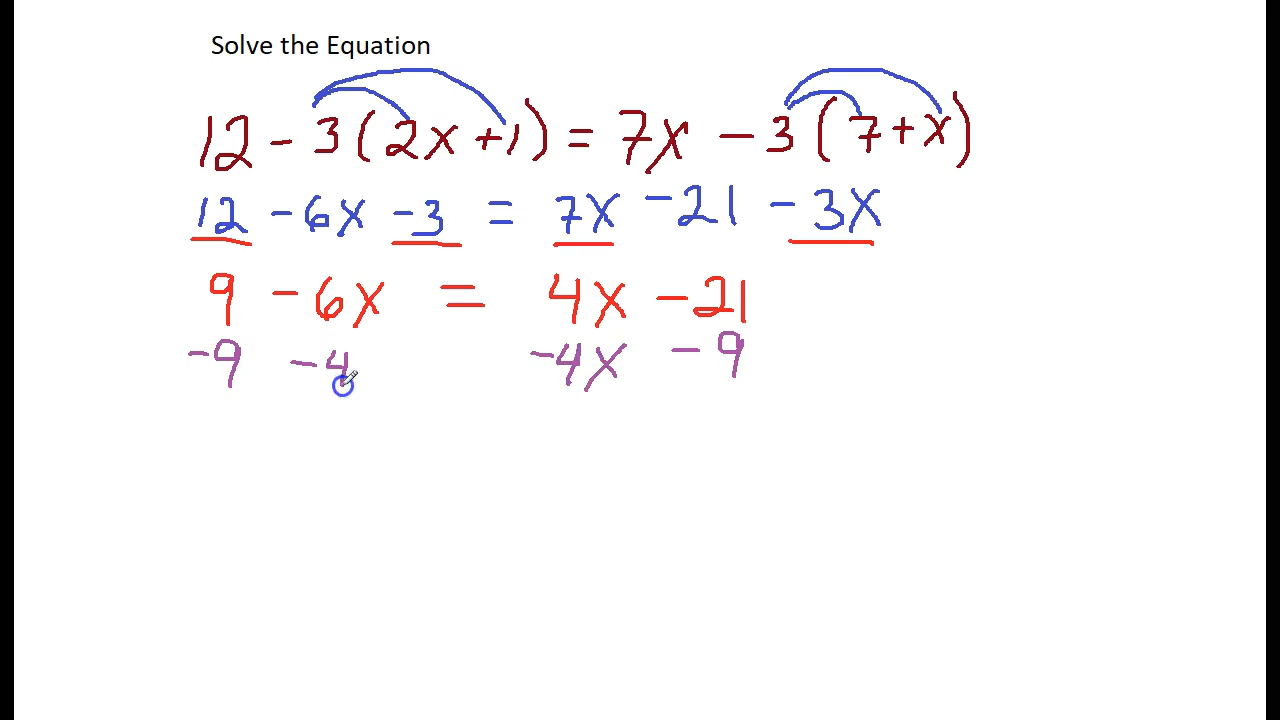 Solve the Equation
12 - 3(2x + 1) = 7x - 3(7 + x)
12 - 6x - 3 = 7x - 21 - 3x
9 - 6x = 4x - 21
-9 -4 -4x -9